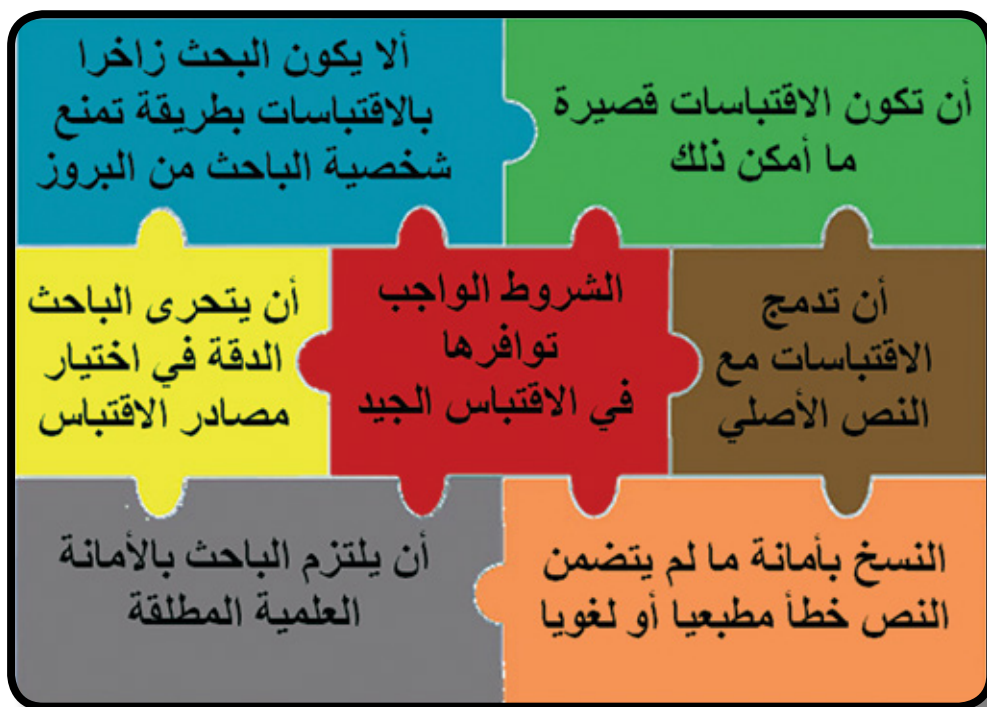 أن تكون الاقتباسات قصيرة
ما أمكن ذلك
ألا يكون البحث زاخرا
بالاقتباسات بطريقة تمنع
شخصية الباحث من البروز
أن تدمج
الاقتباسات مع
النص الأصلي
الشروط الواجب
توافرها
في الاقتباس الجيد
أن يتحرى الباحث
الدقة في اختيار
مصادر الاقتباس
النسخ بأمانة ما لم يتضمن
النص خطأ مطبعيا أو لغويا
أن يلتزم الباحث بالأمانة
العلمية المطلقة